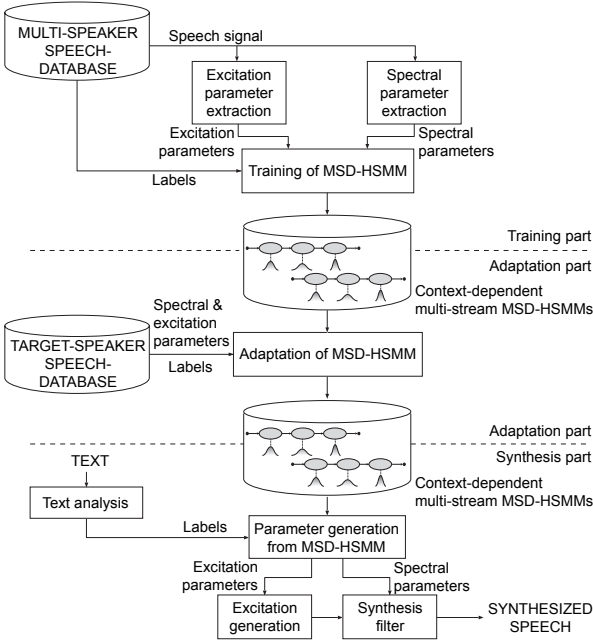 MULTI-SPEAKER
SPEECH-
DATABASE
Speech signal
Excitation
parameter
extraction
Spectral
parameter
extraction
Excitation
parameters
Spectral
parameters
Labels
Training of MSD-HSMM
Training part
Adaptation part
Context-dependent
multi-stream MSD-HSMMs
Spectral &
excitation
parameters
Labels
TARGET-SPEAKER
SPEECH-
DATABASE
Adaptation of MSD-HSMM
Adaptation part
Synthesis part
Context-dependent
multi-stream MSD-HSMMs
TEXT
Text analysis
Labels
Parameter generation
from MSD-HSMM
Excitation
parameters
Spectral
parameters
Excitation
generation
Synthesis
filter
SYNTHESIZED
SPEECH